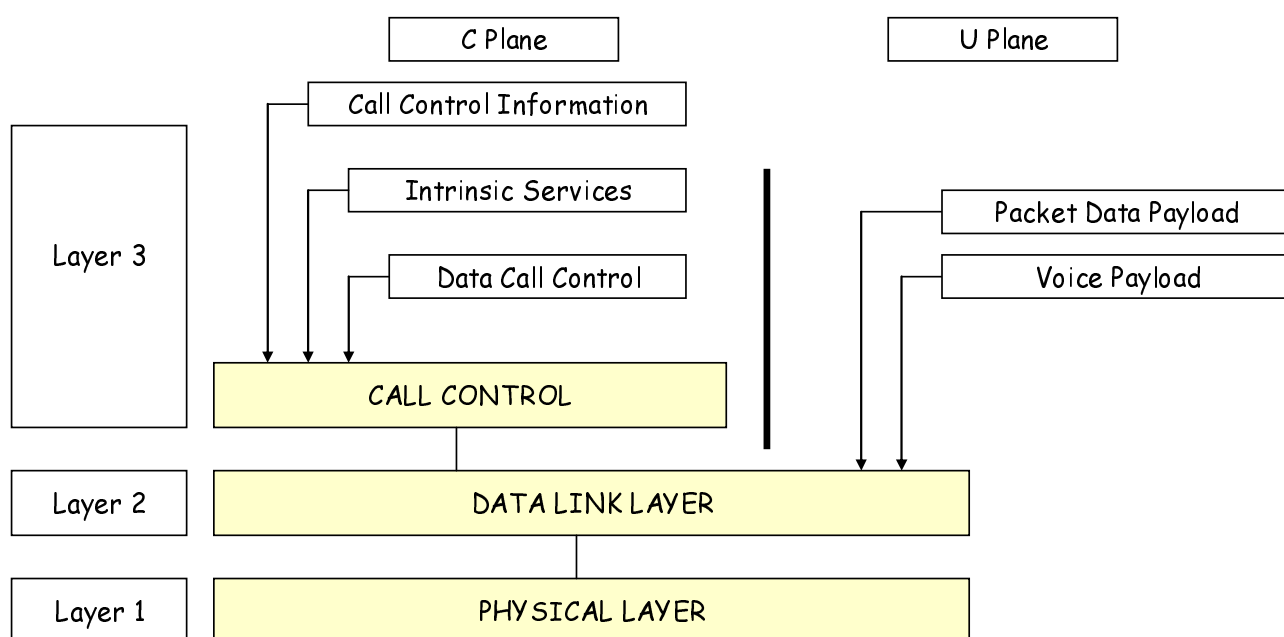 C Plane
U Plane
Call Control Information
Intrinsic Services
Packet Data Payload
Layer 3
Data Call Control
Voice Payload
CALL CONTROL
Layer 2
DATA LINK LAYER
Layer 1
PHYSICAL LAYER